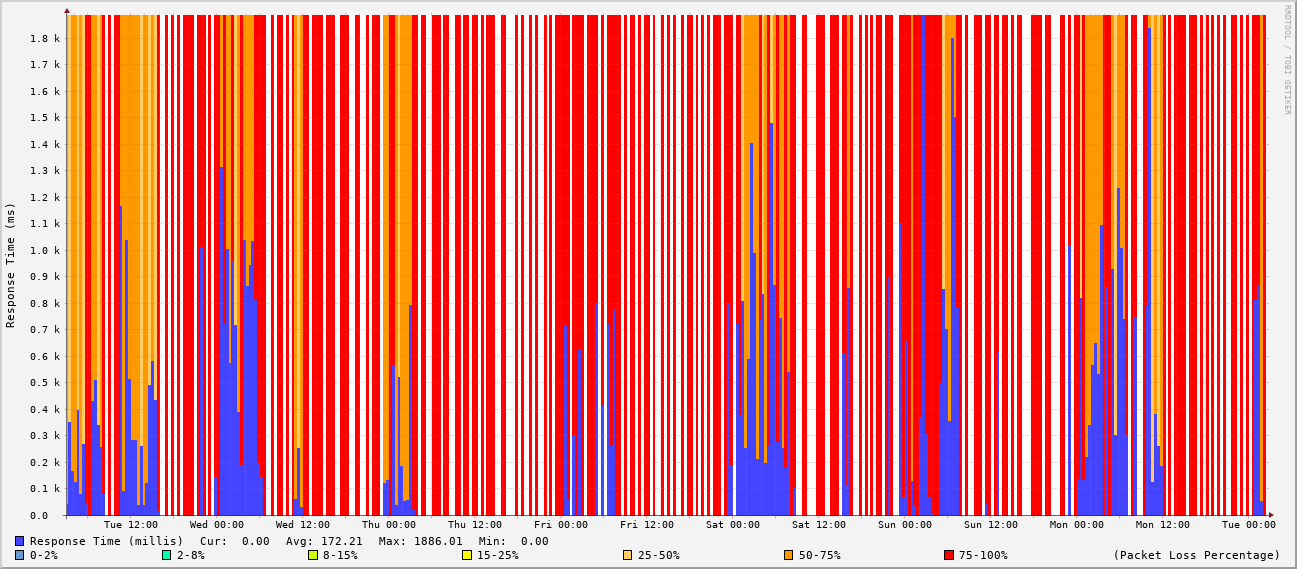 RRDTOOL / TOBI OETIKER
Response Time (ms)
1.8 k
1.7 k
1.6 k
1.5 k
1.4 k
1.3 k
1.2 k
1.1 k
1.0 k
0.9 k
0.8 k
0.7 k
0.6 k
0.5 k
0.4 k
0.3 k
0.2 k
0.1 k
0.0
Tue 12:00 Wed 00:00 Wed 12:00 Thu 00:00 Thu 12:00 Fri 00:00 Fri 12:00 Sat 00:00 Sat 12:00 Sun 00:00 Sun 12:00 Mon 00:00 Mon 12:00 Tue 00:00
Response Time (millis) Cur: 0.00 Avg: 172.21 Max: 1886.01 Min: 0.00
0-2% 2-8% 8-15% 15-25% 25-50% 50-75% 75-100% (Packet Loss Percentage)